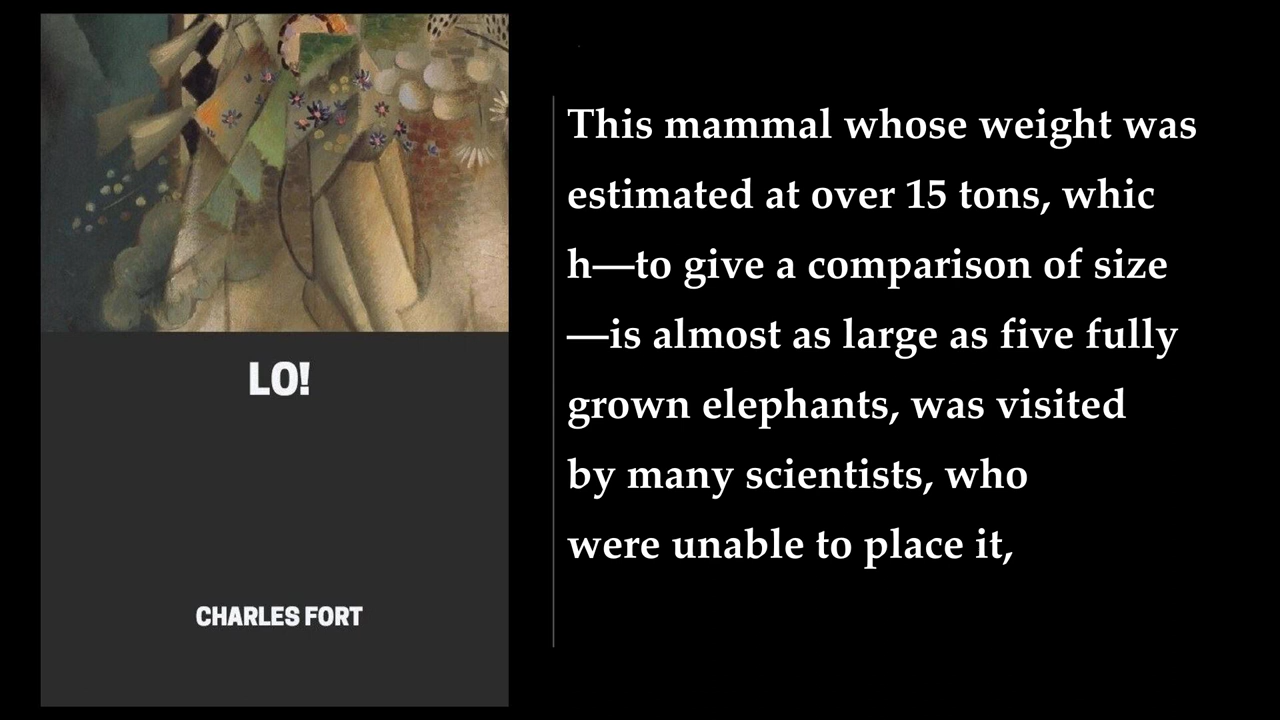 LO!
CHARLES FORT
This mammal whose weight was
estimated at over 15 tons, whic
h—to give a comparison of size
—is almost as large as five fully
grown elephants, was visited
by many scientists, who
were unable to place it,